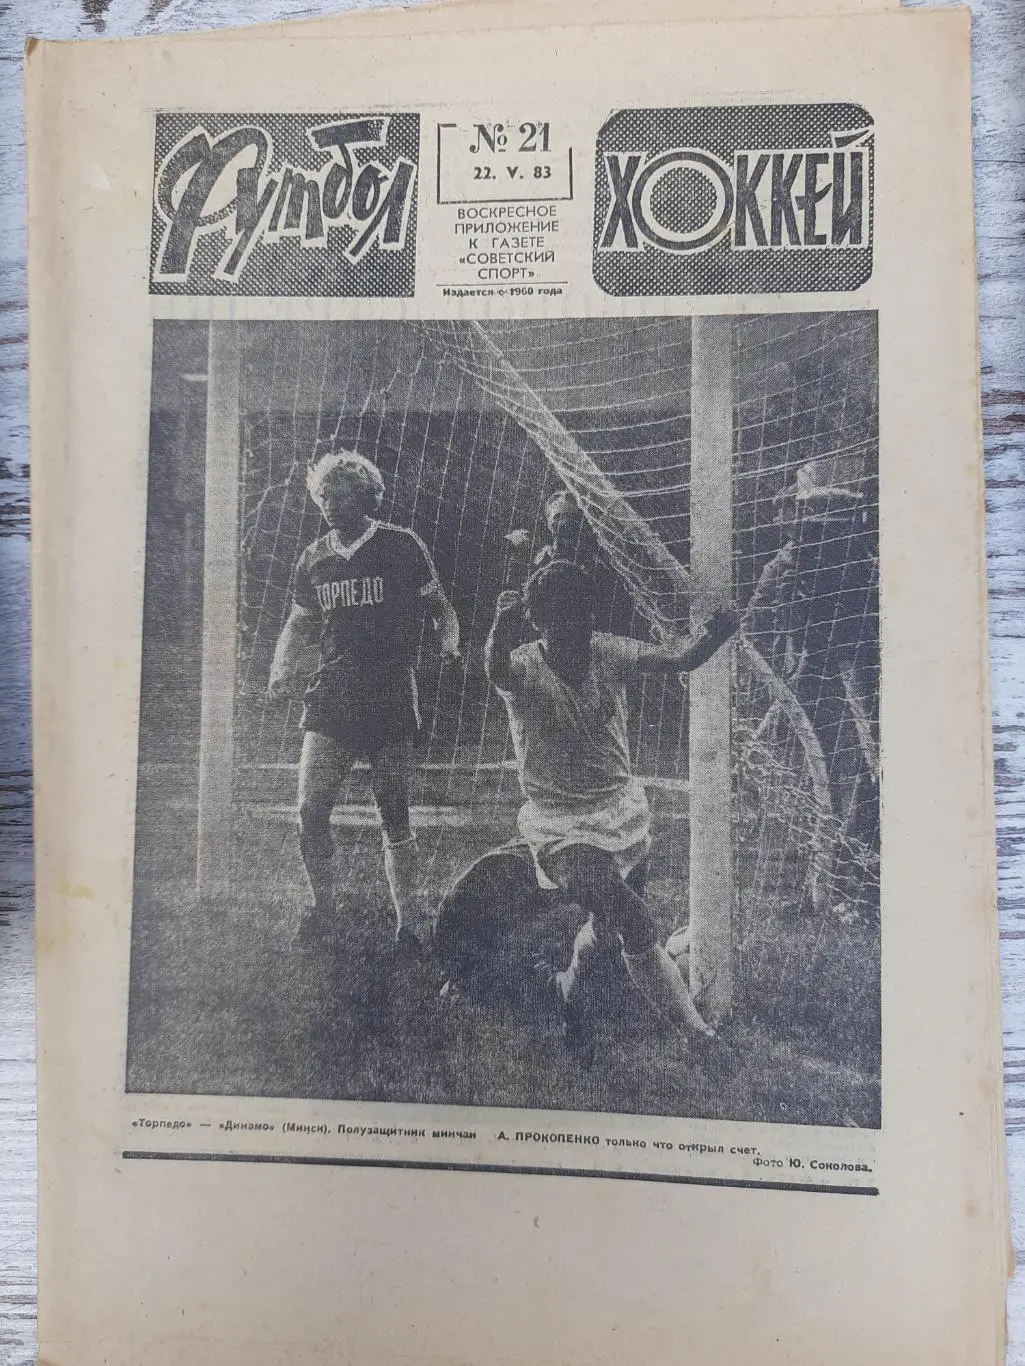 Футбол
№ 21
22. V. 83
ВОСКРЕСНОЕ
ПРИЛОЖЕНИЕ
К ГАЗЕТЕ
«СОВЕТСКИЙ
СПОРТ»
Издается с 1960 года
ХОККЕЙ
ТОРПЕДО
«Торпедо» — «Динамо» (Минск). Полузащитник минчан А. ПРОКОПЕНКО только что открыл счет.
Фото Ю. Соколова.